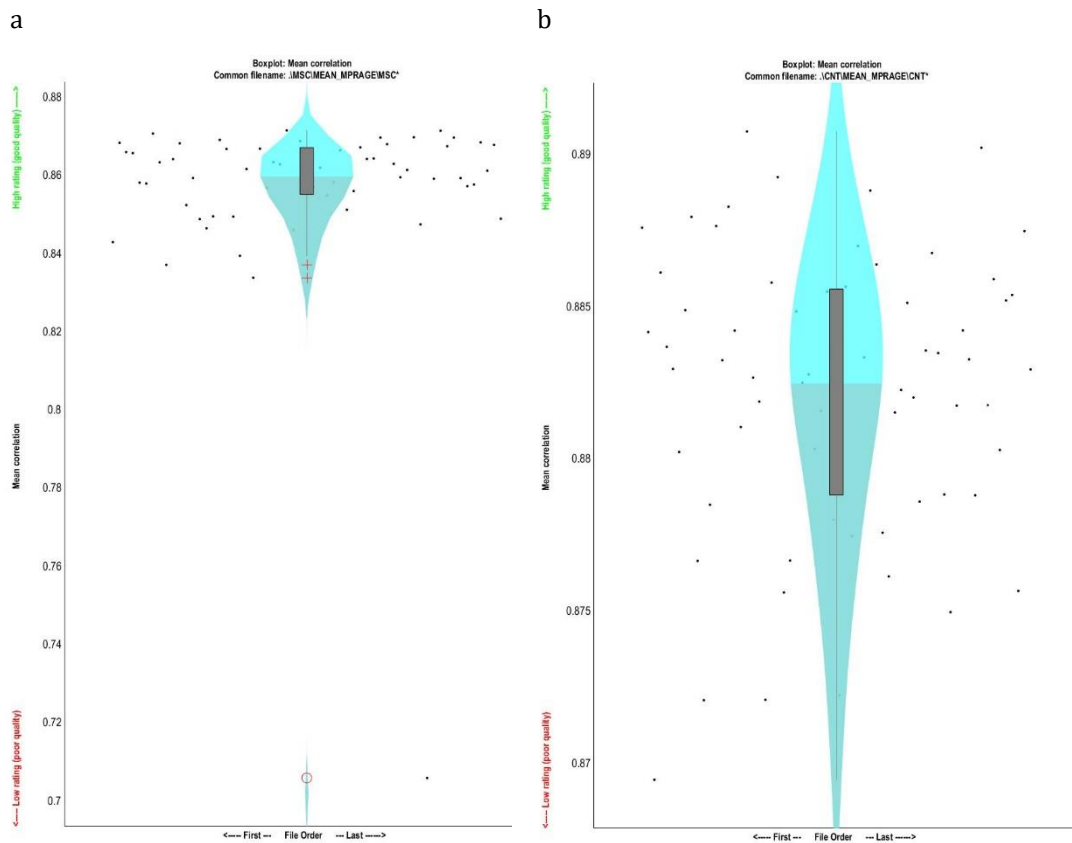 a
Boxplot: Mean correlation
Common filename: .\MSC\MEAN_MPRAGE\MSC*
High rating (good quality) ----->
Mean correlation
<---- Low rating (poor quality)
0.88
0.86
0.84
0.82
0.8
0.78
0.76
0.74
0.72
0.7
<----- First --- File Order --- Last ------>
b
Boxplot: Mean correlation
Common filename: .\CNT\MEAN_MPRAGE\CNT*
High rating (good quality) ----->
Mean correlation
<---- Low rating (poor quality)
0.89
0.885
0.88
0.875
0.87
<----- First --- File Order --- Last ------>